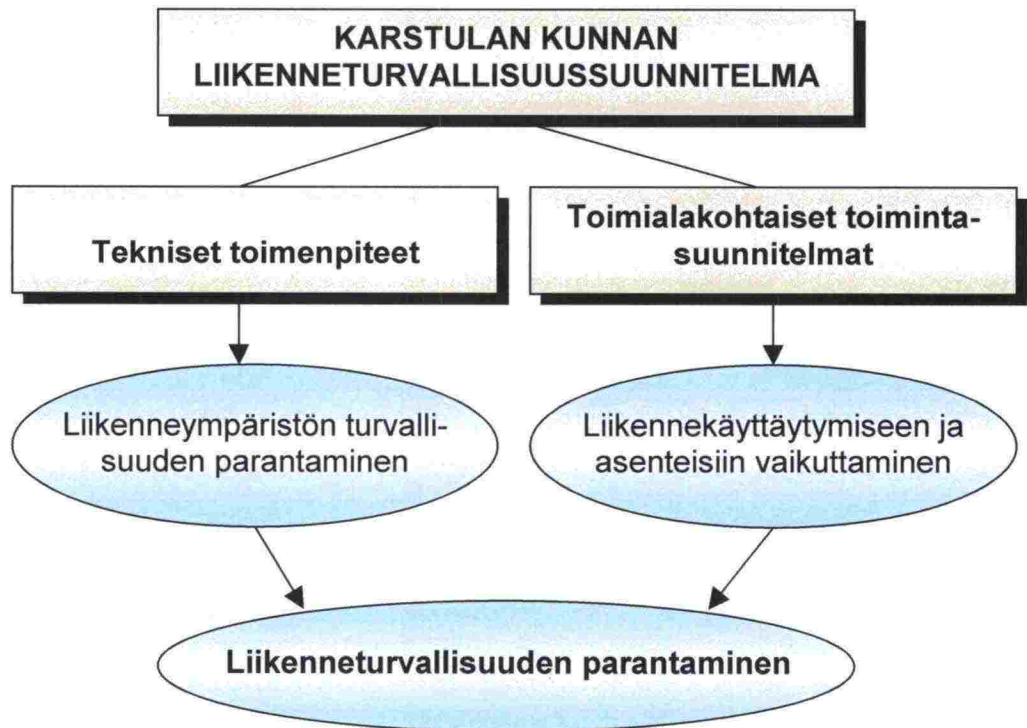 KARSTULAN KUNNAN
LIIKENNETURVALLISUUSSUUNNITELMA
Tekniset toimenpiteet
Toimialakohtaiset toiminta-
suunnitelmat
Liikenneympäristön turvalli-
suuden parantaminen
Liikennekäyttäytymiseen ja
asenteisiin vaikuttaminen
Liikenneturvallisuuden parantaminen